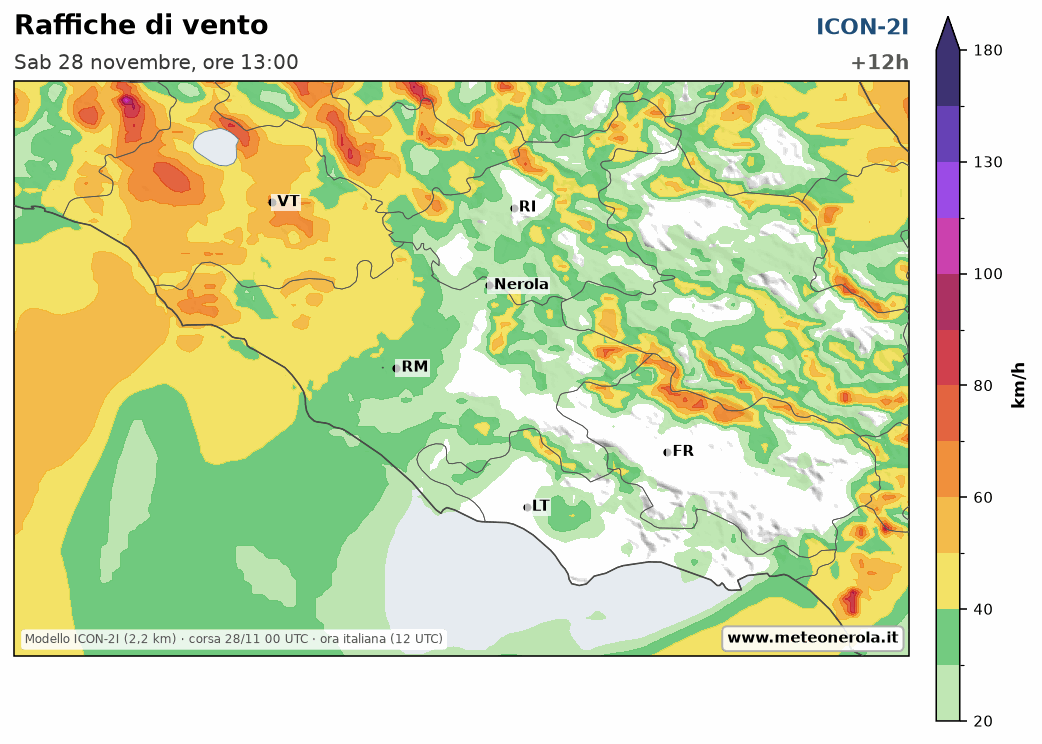 Raffiche di vento
ICON-2I
Sab 28 novembre, ore 13:00
+12h
VT
RI
Nerola
RM
FR
LT
Modello ICON-2I (2,2 km) · corsa 28/11 00 UTC · ora italiana (12 UTC)
www.meteonerola.it
180
130
100
80
60
40
20
km/h